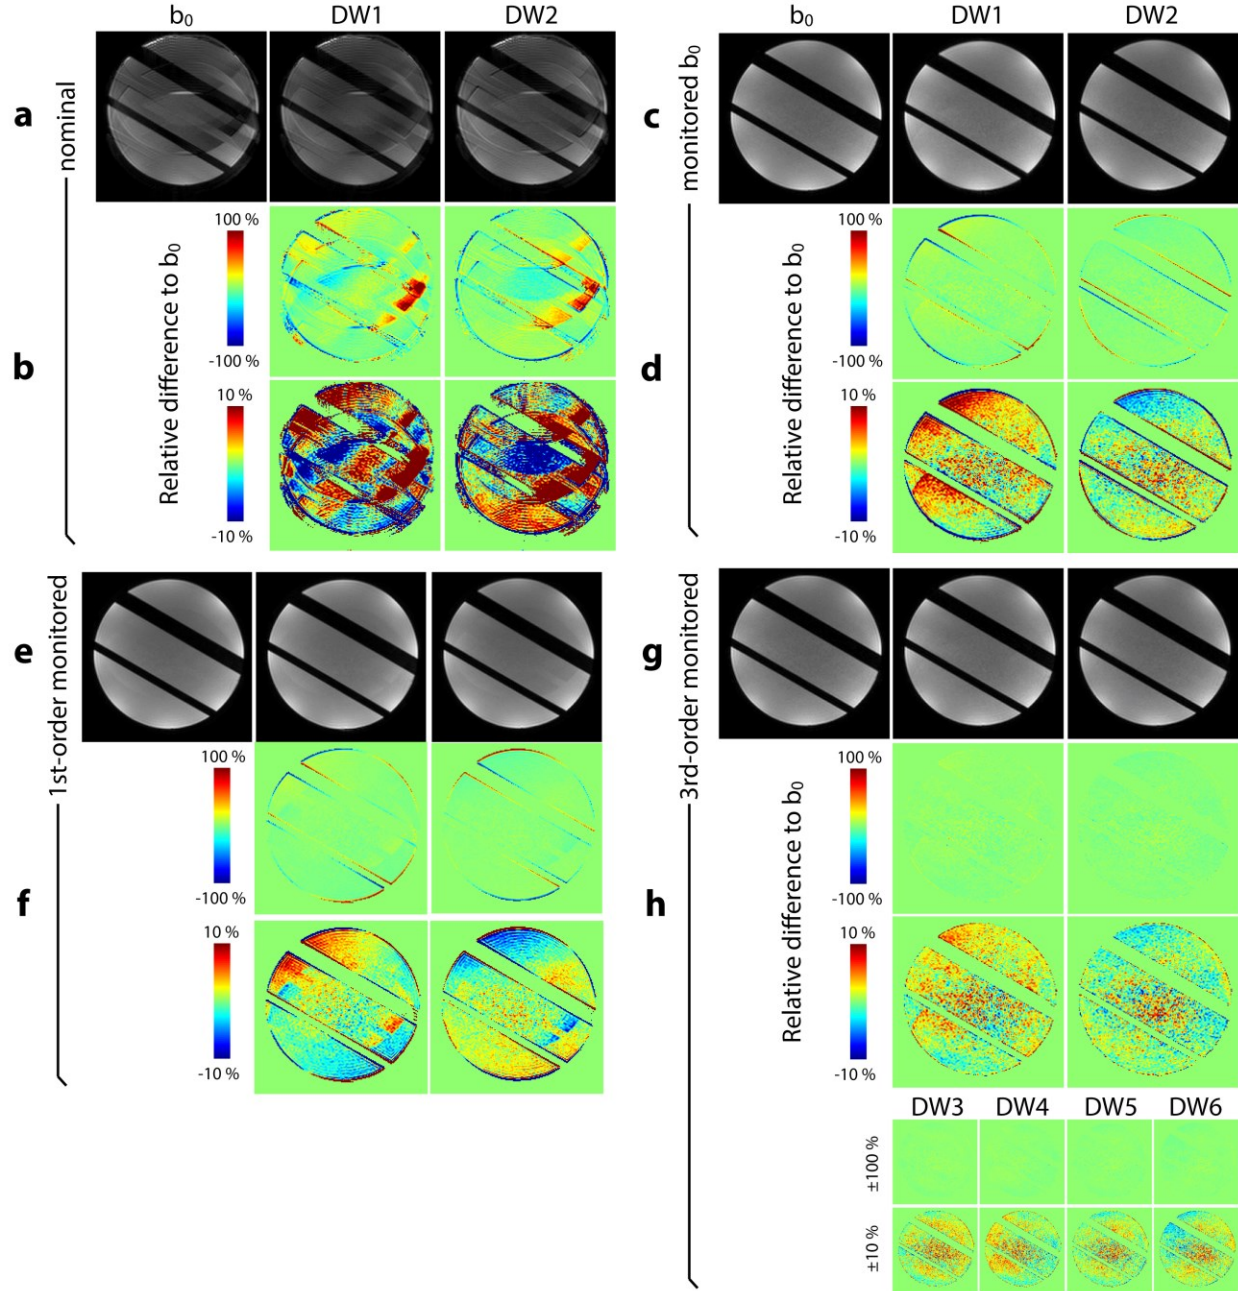 b₀ DW1 DW2
a
nominal
100 %
-100 %
Relative difference to b₀
b
10 %
-10 %
b₀ DW1 DW2
c
monitored b₀
100 %
-100 %
Relative difference to b₀
d
10 %
-10 %
e
1st-order monitored
100 %
-100 %
f
10 %
-10 %
g
3rd-order monitored
100 %
-100 %
Relative difference to b₀
h
10 %
-10 %
DW3 DW4 DW5 DW6
±100 %
±10 %